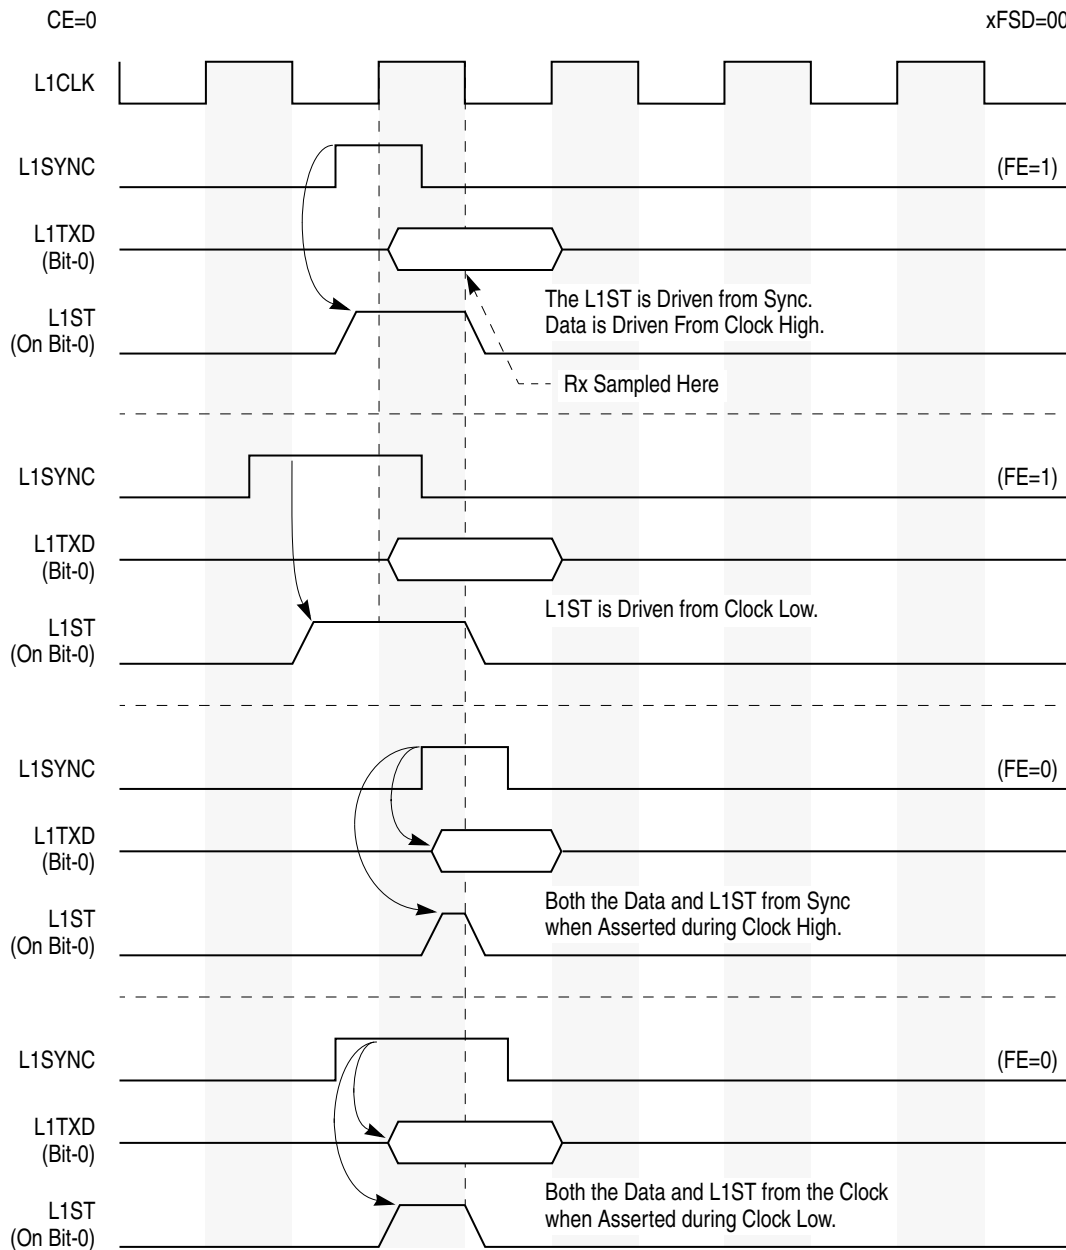 CE=0
xFSD=00
L1CLK
L1SYNC
(FE=1)
L1TXD
(Bit-0)
The L1ST is Driven from Sync.
Data is Driven From Clock High.
L1ST
(On Bit-0)
Rx Sampled Here
L1SYNC
(FE=1)
L1TXD
(Bit-0)
L1ST is Driven from Clock Low.
L1ST
(On Bit-0)
L1SYNC
(FE=0)
L1TXD
(Bit-0)
Both the Data and L1ST from Sync
when Asserted during Clock High.
L1ST
(On Bit-0)
L1SYNC
(FE=0)
L1TXD
(Bit-0)
Both the Data and L1ST from the Clock
when Asserted during Clock Low.
L1ST
(On Bit-0)